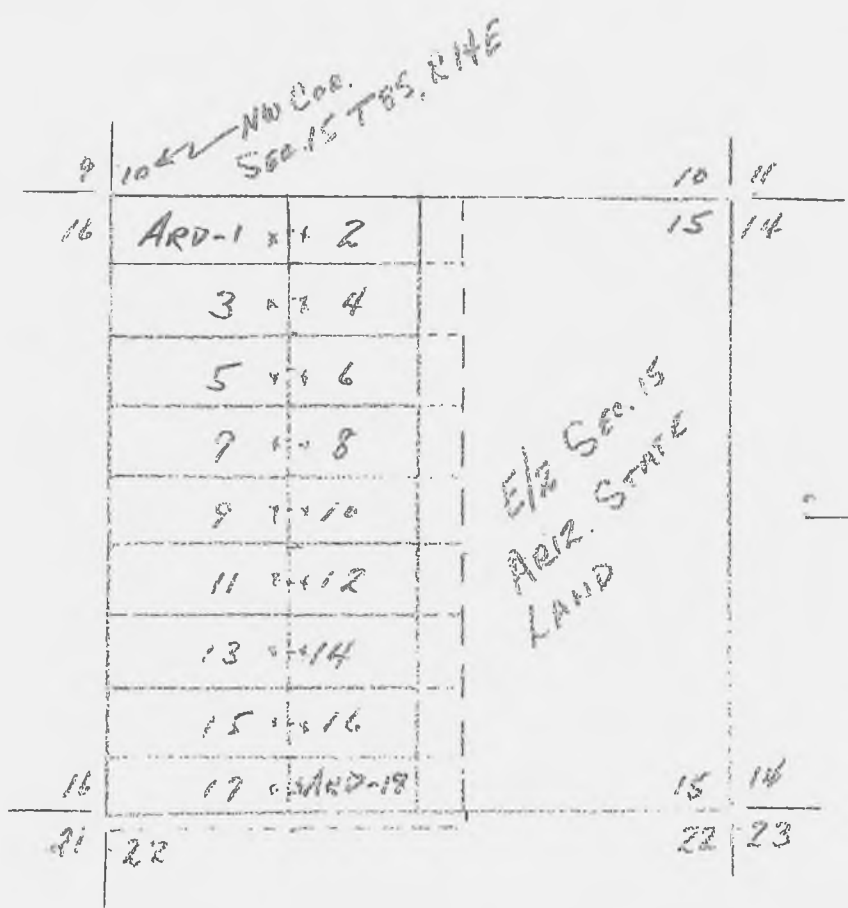 NW COR.
SEC. 15 T8S, R14E
9 10 10 11
16 15 14
ARD-1 2
3 4
5 6
7 8
9 10
11 12
13 14
15 16
17 ARD-18
E/2 SEC. 15
ARIZ. STATE
LAND
16 15 14
21 22 22 23